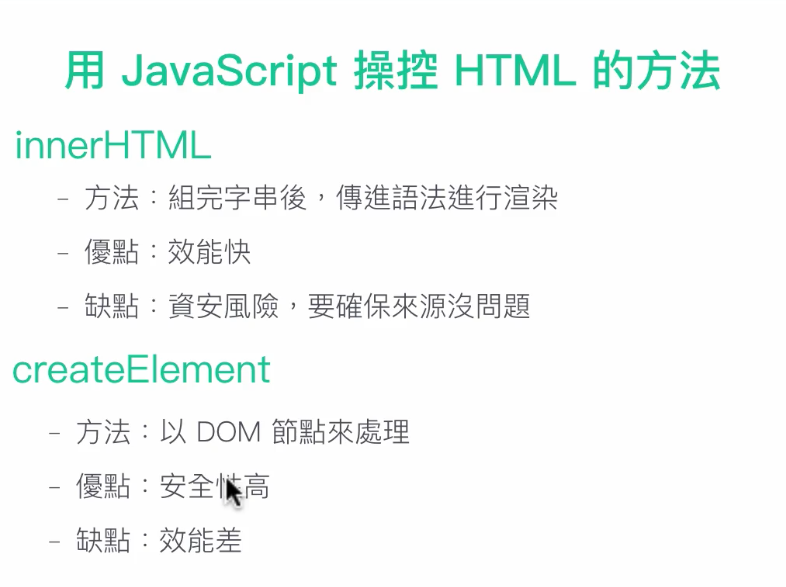 用 JavaScript 操控 HTML 的方法
innerHTML
- 方法：組完字串後，傳進語法進行渲染
- 優點：效能快
- 缺點：資安風險，要確保來源沒問題
createElement
- 方法：以 DOM 節點來處理
- 優點：安全性高
- 缺點：效能差